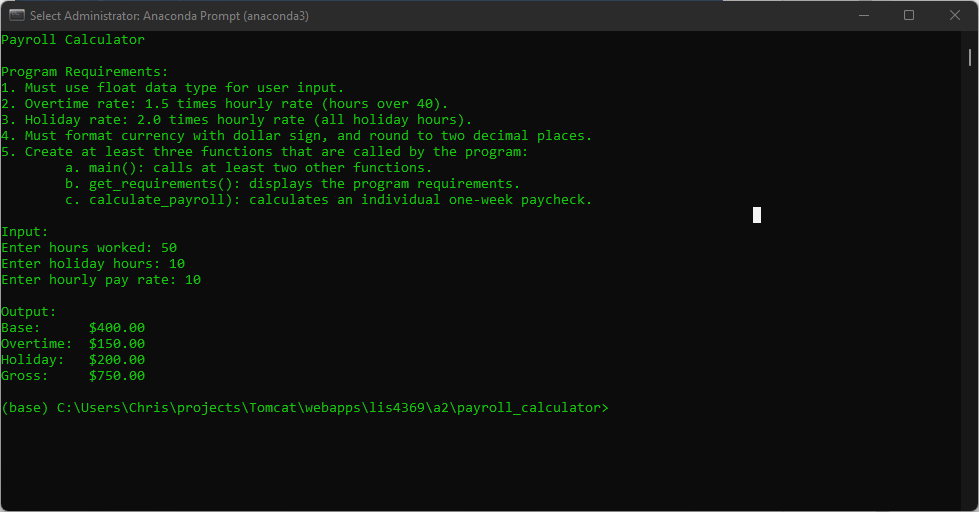 Select Administrator: Anaconda Prompt (anaconda3)
Payroll Calculator
Program Requirements:
1. Must use float data type for user input.
2. Overtime rate: 1.5 times hourly rate (hours over 40).
3. Holiday rate: 2.0 times hourly rate (all holiday hours).
4. Must format currency with dollar sign, and round to two decimal places.
5. Create at least three functions that are called by the program:
a. main(): calls at least two other functions.
b. get_requirements(): displays the program requirements.
c. calculate_payroll): calculates an individual one-week paycheck.
Input:
Enter hours worked: 50
Enter holiday hours: 10
Enter hourly pay rate: 10
Output:
Base: $400.00
Overtime: $150.00
Holiday: $200.00
Gross: $750.00
(base) C:\Users\Chris\projects\Tomcat\webapps\lis4369\a2\payroll_calculator>